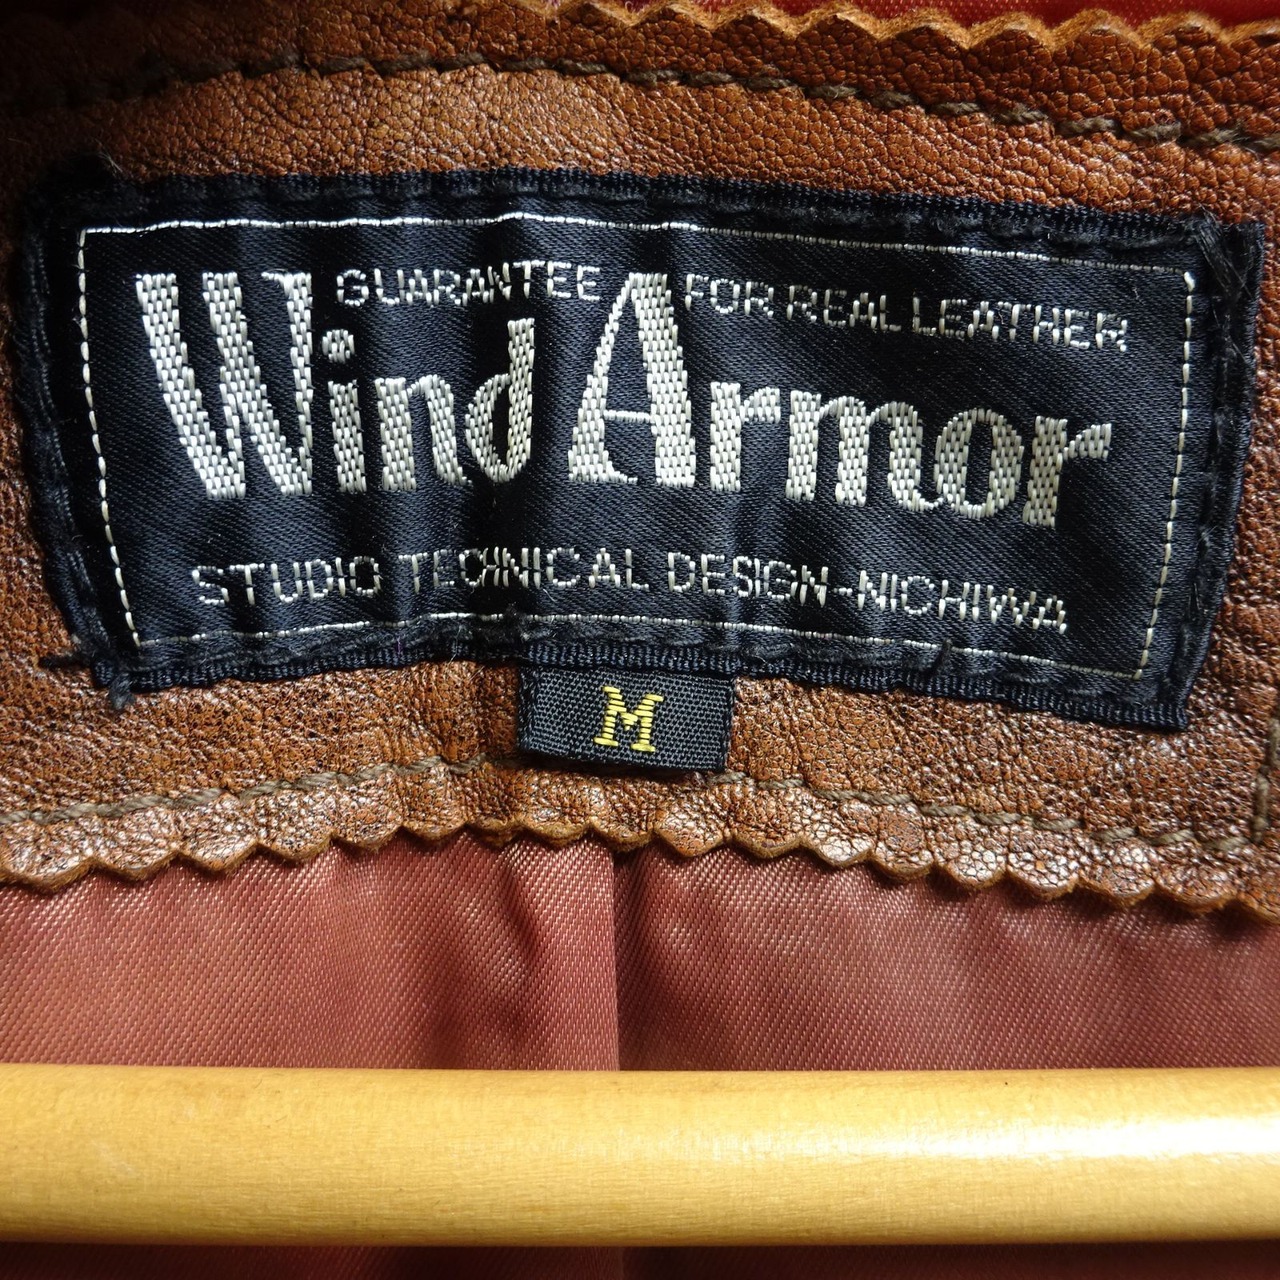 GUARANTEE FOR REAL LEATHER
Wind Armor
STUDIO TECHNICAL DESIGN-NICHIWA
M